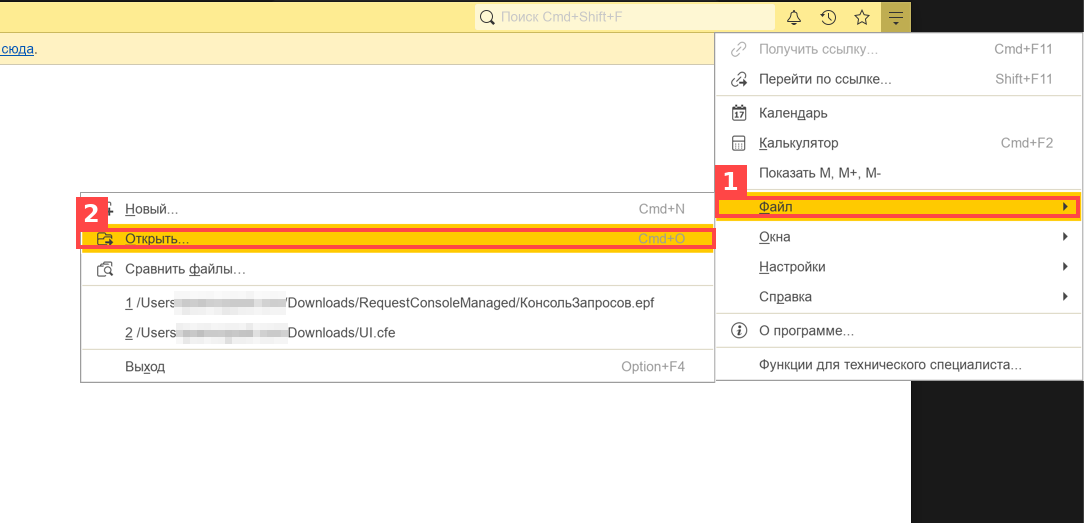 Поиск Cmd+Shift+F
сюда.
Получить ссылку... Cmd+F11
Перейти по ссылке... Shift+F11
17 Календарь
Калькулятор Cmd+F2
Показать M, M+, M-
1
Файл
Окна
Настройки
Справка
О программе...
Функции для технического специалиста...
2
Новый... Cmd+N
Открыть... Cmd+O
Сравнить файлы...
1 /Users /Downloads/RequestConsoleManaged/КонсольЗапросов.epf
2 /Users Downloads/UI.cfe
Выход Option+F4